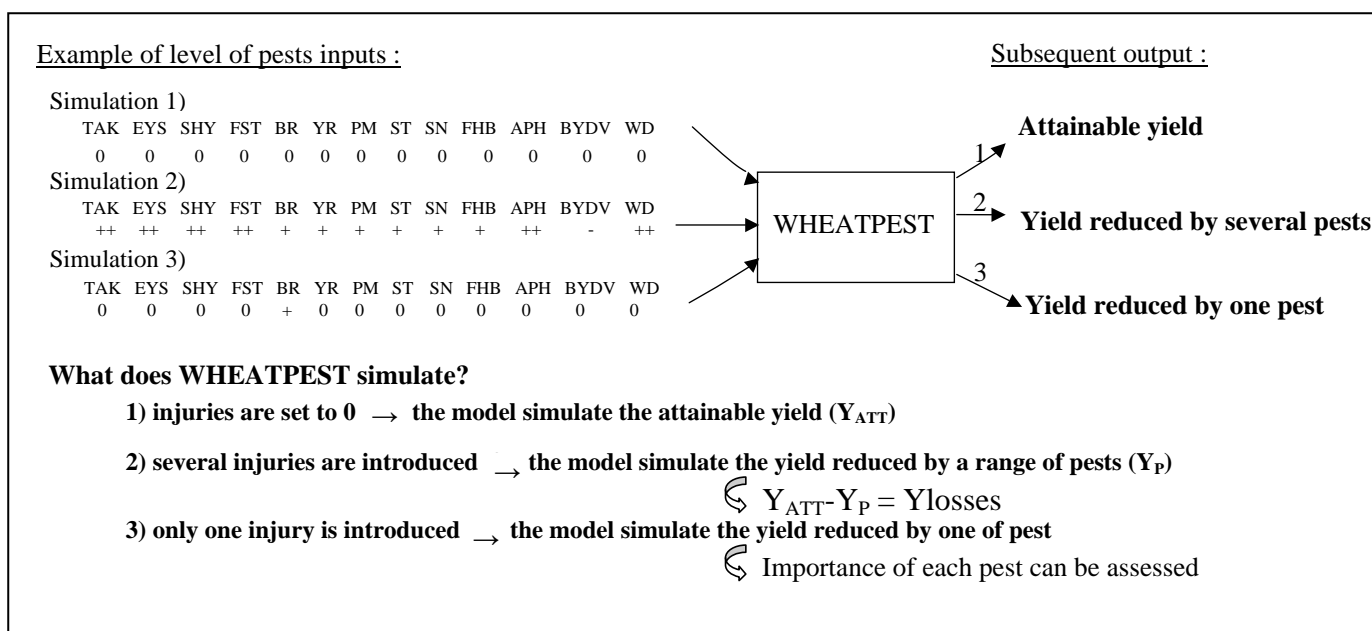 Example of level of pests inputs :
Subsequent output :
Simulation 1)
TAK EYS SHY FST BR YR PM ST SN FHB APH BYDV WD
0 0 0 0 0 0 0 0 0 0 0 0 0
Simulation 2)
TAK EYS SHY FST BR YR PM ST SN FHB APH BYDV WD
++ ++ ++ ++ + + + + + + ++ - ++
Simulation 3)
TAK EYS SHY FST BR YR PM ST SN FHB APH BYDV WD
0 0 0 0 + 0 0 0 0 0 0 0 0
WHEATPEST
1
Attainable yield
2
Yield reduced by several pests
3
Yield reduced by one pest
What does WHEATPEST simulate?
1) injuries are set to 0 → the model simulate the attainable yield (YATT)
2) several injuries are introduced → the model simulate the yield reduced by a range of pests (YP)
YATT-YP = Ylosses
3) only one injury is introduced → the model simulate the yield reduced by one of pest
Importance of each pest can be assessed